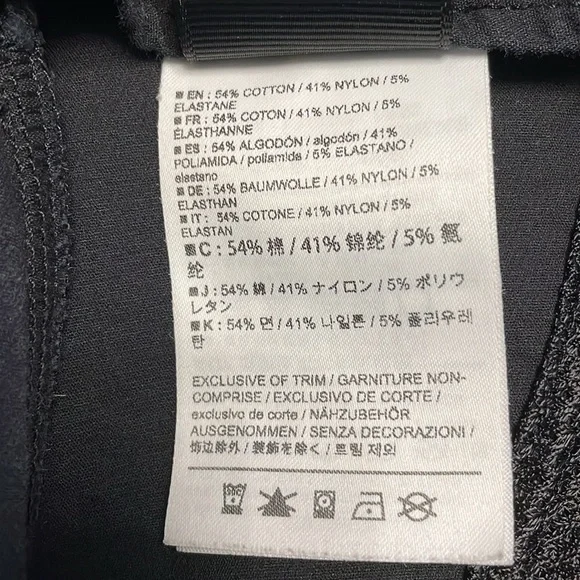 EN : 54% COTTON / 41% NYLON / 5%
ELASTANE
FR : 54% COTON / 41% NYLON / 5%
ÉLASTHANNE
ES : 54% ALGODÓN / algodón / 41%
POLIAMIDA / poliamida / 5% ELASTANO /
elastano
DE : 54% BAUMWOLLE / 41% NYLON / 5%
ELASTHAN
IT : 54% COTONE / 41% NYLON / 5%
ELASTAN
C : 54% 棉 / 41% 锦纶 / 5% 氨
纶
J : 54% 綿 / 41% ナイロン / 5% ポリウ
レタン
K : 54% 면 / 41% 나일론 / 5% 폴리우레
탄
EXCLUSIVE OF TRIM / GARNITURE NON-
COMPRISE / EXCLUSIVO DE CORTE /
exclusivo de corte / NÄHZUBEHÖR
AUSGENOMMEN / SENZA DECORAZIONI /
饰边除外 / 装飾を除く / 트림 제외